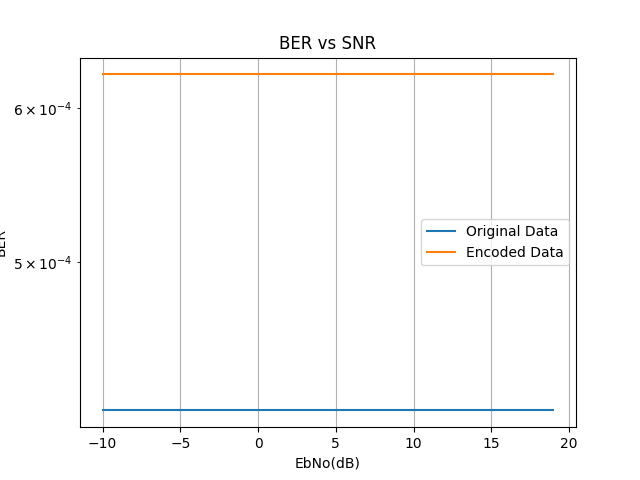 BER vs SNR
6 × 10⁻⁴
BER
5 × 10⁻⁴
Original Data
Encoded Data
−10
−5
0
5
10
15
20
EbNo(dB)